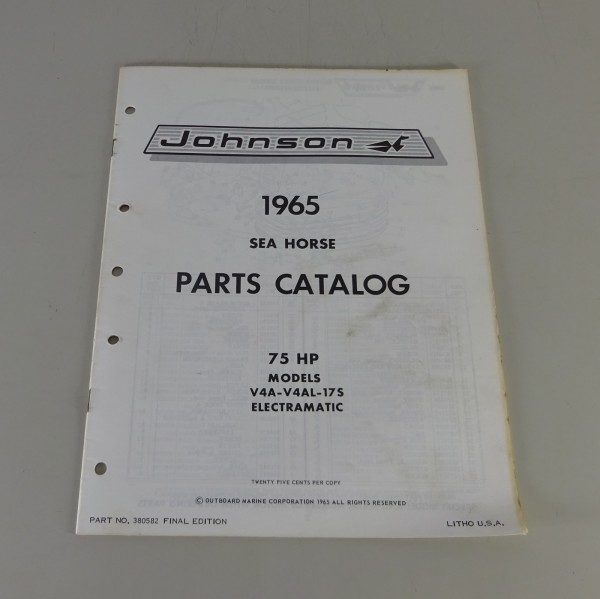 Johnson
1965
SEA HORSE
PARTS CATALOG
75 HP
MODELS
V4A-V4AL-17S
ELECTRAMATIC
TWENTY FIVE CENTS PER COPY
© OUTBOARD MARINE CORPORATION 1965 ALL RIGHTS RESERVED
PART NO. 380582 FINAL EDITION
LITHO U.S.A.